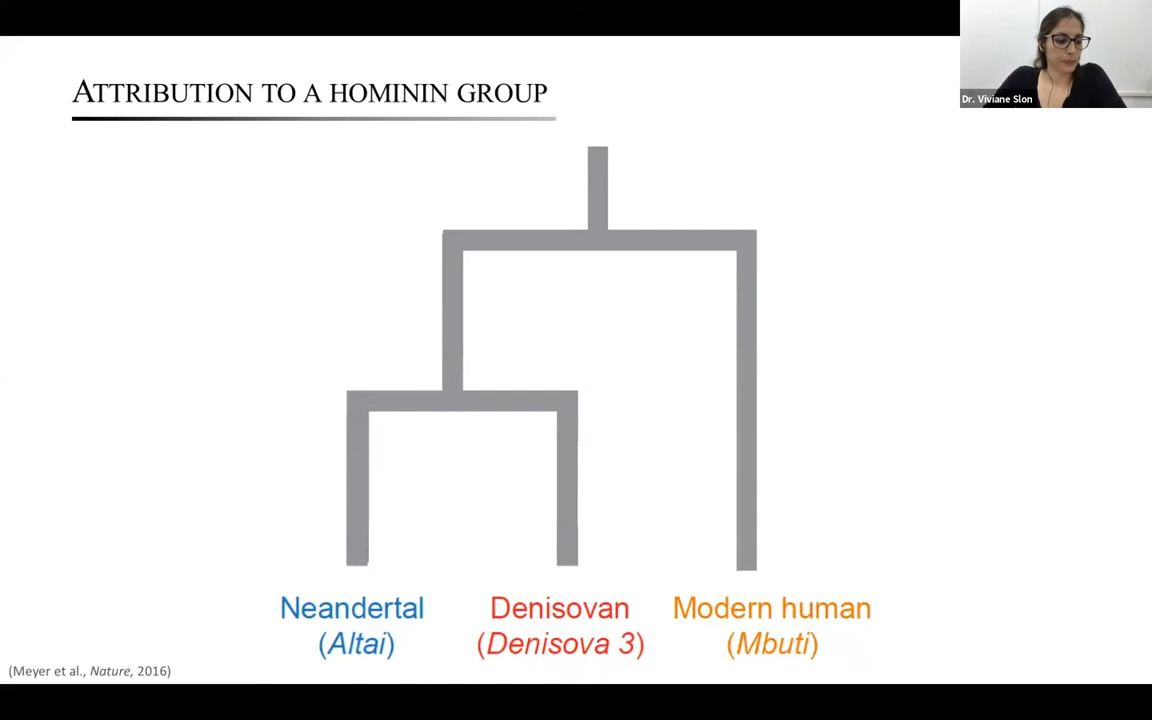 Dr. Viviane Slon
ATTRIBUTION TO A HOMININ GROUP
Neandertal
(Altai)
Denisovan
(Denisova 3)
Modern human
(Mbuti)
(Meyer et al., Nature, 2016)